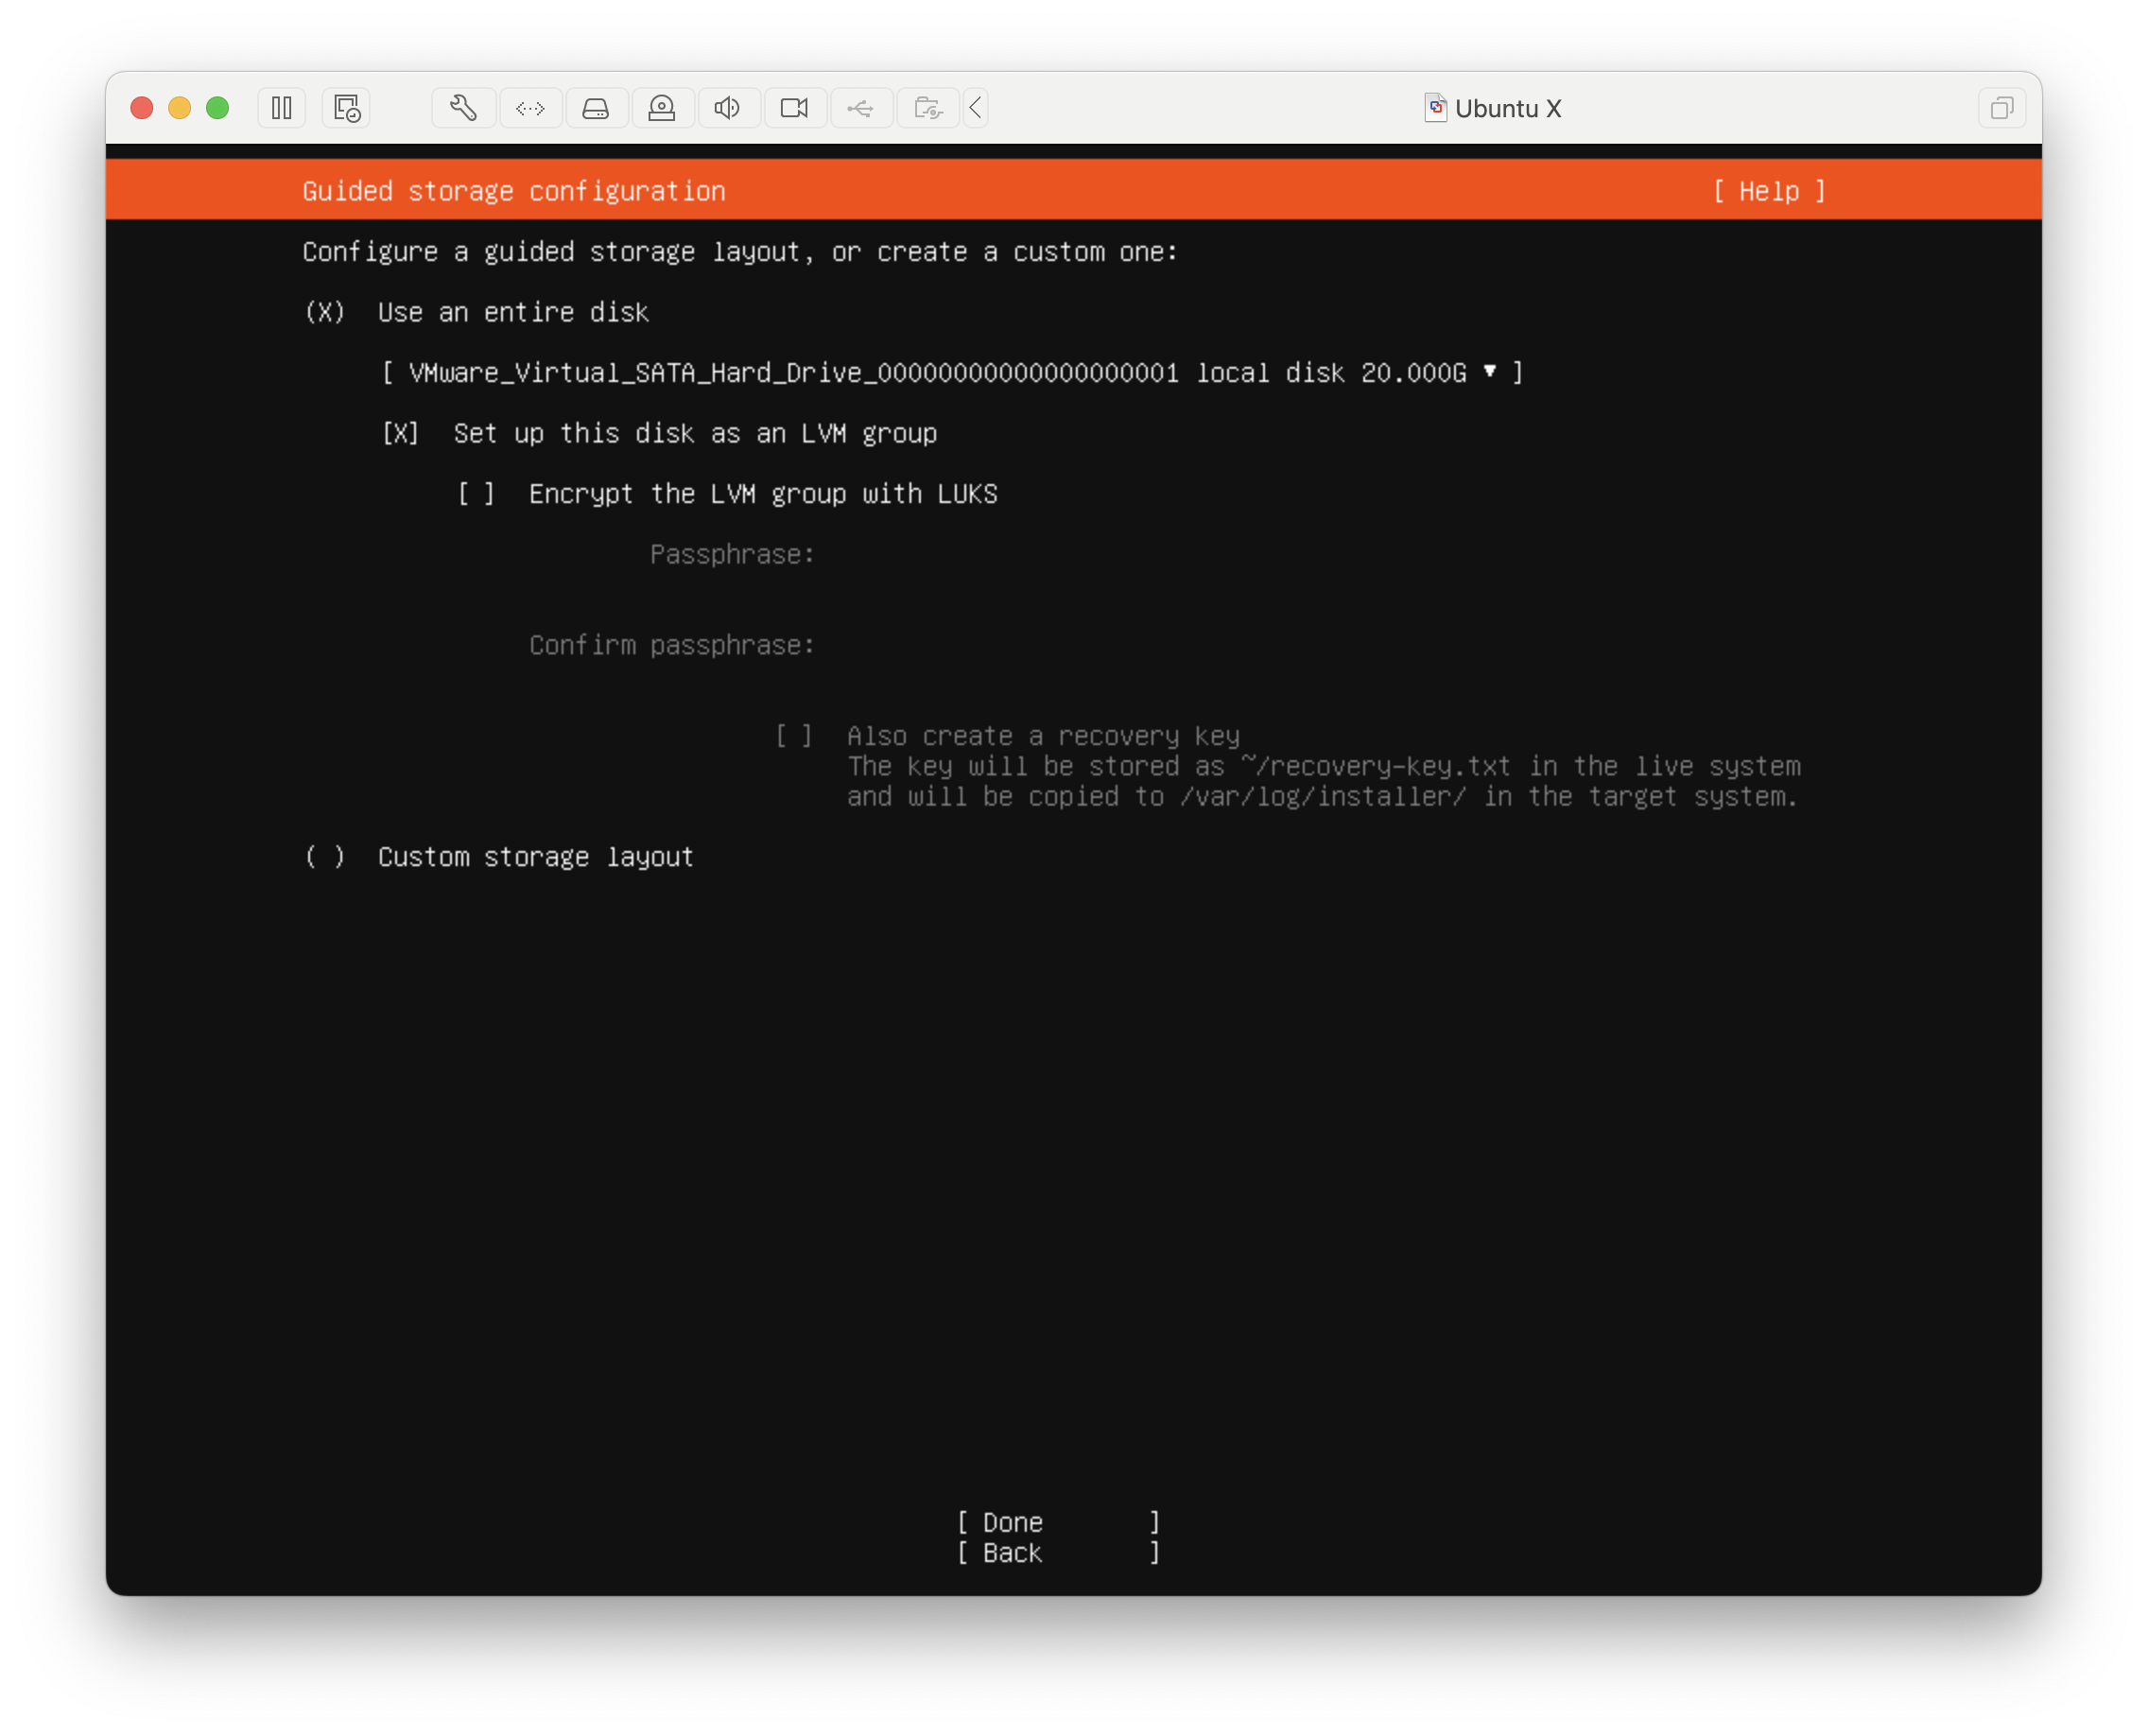 Ubuntu X
Guided storage configuration [ Help ]
Configure a guided storage layout, or create a custom one:
(X) Use an entire disk
[ VMware_Virtual_SATA_Hard_Drive_00000000000000000001 local disk 20.000G ▾ ]
[X] Set up this disk as an LVM group
[ ] Encrypt the LVM group with LUKS
Passphrase:
Confirm passphrase:
[ ] Also create a recovery key
The key will be stored as ~/recovery-key.txt in the live system
and will be copied to /var/log/installer/ in the target system.
( ) Custom storage layout
[ Done ]
[ Back ]